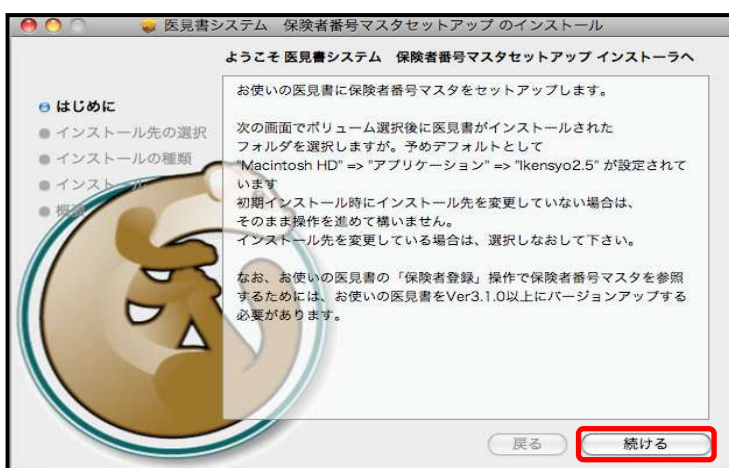 医見書システム　保険者番号マスタセットアップ のインストール
ようこそ 医見書システム　保険者番号マスタセットアップ インストーラへ
はじめに
インストール先の選択
インストールの種類
インストール
概要
お使いの医見書に保険者番号マスタをセットアップします。
次の画面でボリューム選択後に医見書がインストールされた
フォルダを選択しますが。予めデフォルトとして
"Macintosh HD" => "アプリケーション" => "Ikensyo2.5" が設定されて
います
初期インストール時にインストール先を変更していない場合は、
そのまま操作を進めて構いません。
インストール先を変更している場合は、選択しなおして下さい。
なお、お使いの医見書の「保険者登録」操作で保険者番号マスタを参照
するためには、お使いの医見書をVer3.1.0以上にバージョンアップする
必要があります。
戻る
続ける